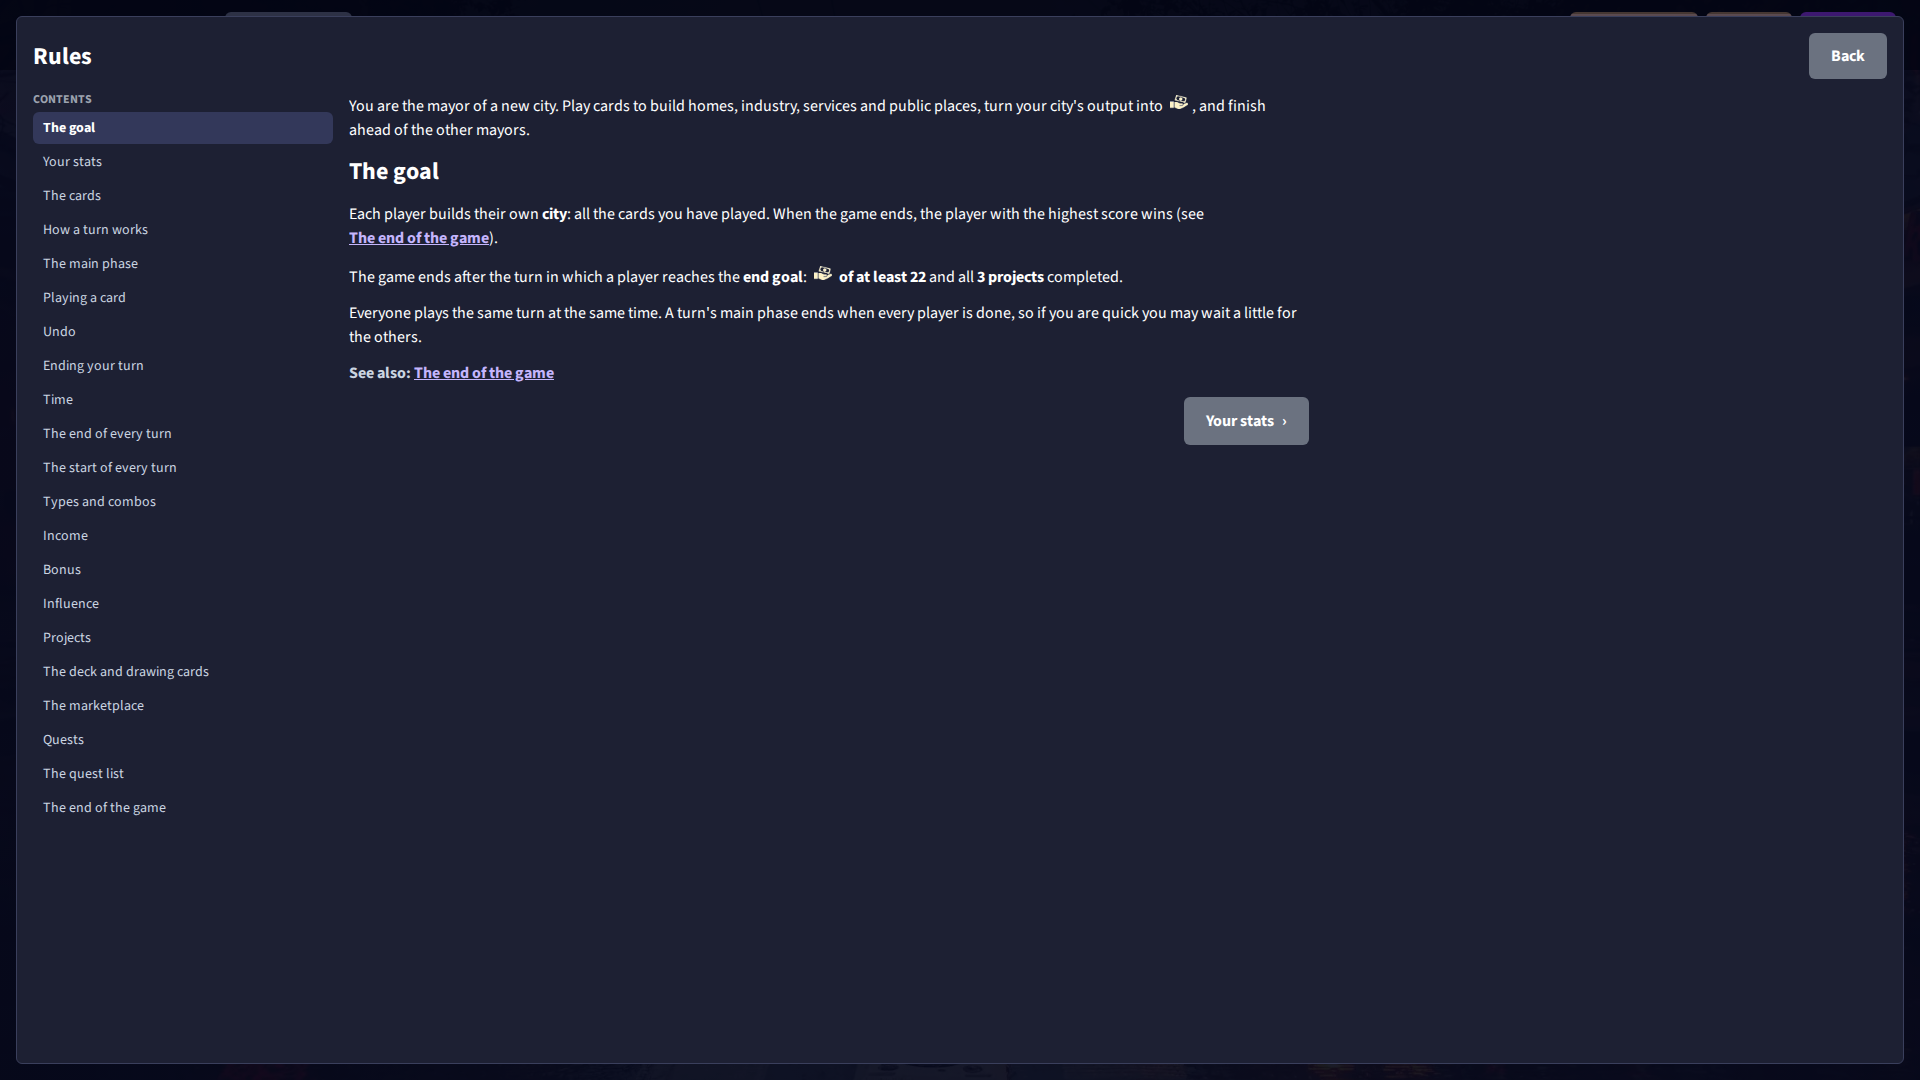 Rules
Back
CONTENTS
The goal
Your stats
The cards
How a turn works
The main phase
Playing a card
Undo
Ending your turn
Time
The end of every turn
The start of every turn
Types and combos
Income
Bonus
Influence
Projects
The deck and drawing cards
The marketplace
Quests
The quest list
The end of the game
You are the mayor of a new city. Play cards to build homes, industry, services and public places, turn your city's output into , and finish
ahead of the other mayors.
The goal
Each player builds their own city: all the cards you have played. When the game ends, the player with the highest score wins (see
The end of the game).
The game ends after the turn in which a player reaches the end goal: of at least 22 and all 3 projects completed.
Everyone plays the same turn at the same time. A turn's main phase ends when every player is done, so if you are quick you may wait a little for
the others.
See also: The end of the game
Your stats ›